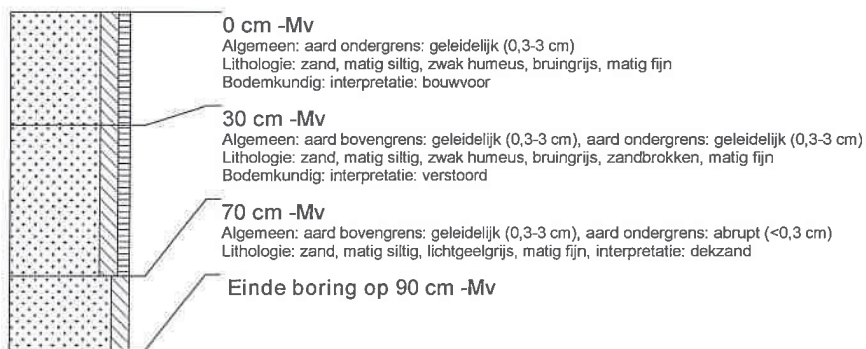 0 cm -Mv
Algemeen: aard ondergrens: geleidelijk (0,3-3 cm)
Lithologie: zand, matig siltig, zwak humeus, bruingrijs, matig fijn
Bodemkundig: interpretatie: bouwvoor
30 cm -Mv
Algemeen: aard bovengrens: geleidelijk (0,3-3 cm), aard ondergrens: geleidelijk (0,3-3 cm)
Lithologie: zand, matig siltig, zwak humeus, bruingrijs, zandbrokken, matig fijn
Bodemkundig: interpretatie: verstoord
70 cm -Mv
Algemeen: aard bovengrens: geleidelijk (0,3-3 cm), aard ondergrens: abrupt (<0,3 cm)
Lithologie: zand, matig siltig, lichtgeelgrijs, matig fijn, interpretatie: dekzand
Einde boring op 90 cm -Mv